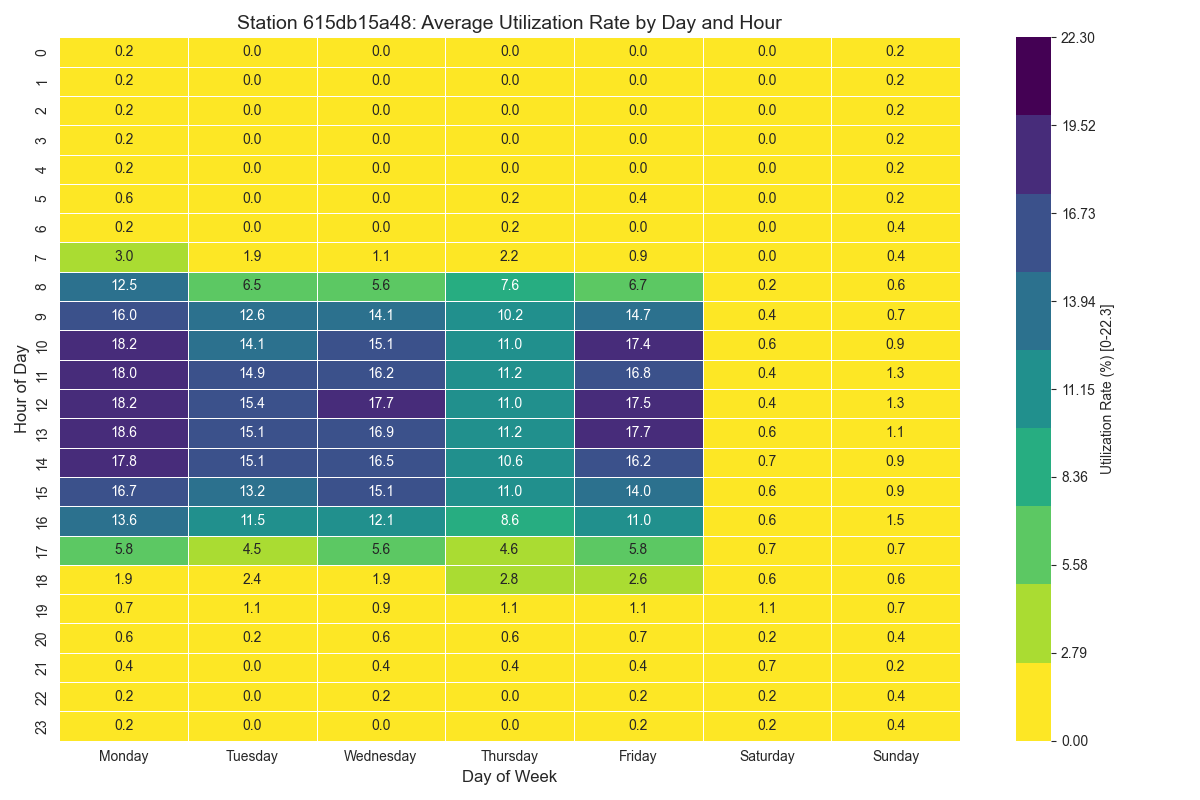 Station 615db15a48: Average Utilization Rate by Day and Hour
0 0.2 0.0 0.0 0.0 0.0 0.0 0.2
1 0.2 0.0 0.0 0.0 0.0 0.0 0.2
2 0.2 0.0 0.0 0.0 0.0 0.0 0.2
3 0.2 0.0 0.0 0.0 0.0 0.0 0.2
4 0.2 0.0 0.0 0.0 0.0 0.0 0.2
5 0.6 0.0 0.0 0.2 0.4 0.0 0.2
6 0.2 0.0 0.0 0.2 0.0 0.0 0.4
7 3.0 1.9 1.1 2.2 0.9 0.0 0.4
8 12.5 6.5 5.6 7.6 6.7 0.2 0.6
9 16.0 12.6 14.1 10.2 14.7 0.4 0.7
10 18.2 14.1 15.1 11.0 17.4 0.6 0.9
11 18.0 14.9 16.2 11.2 16.8 0.4 1.3
12 18.2 15.4 17.7 11.0 17.5 0.4 1.3
13 18.6 15.1 16.9 11.2 17.7 0.6 1.1
14 17.8 15.1 16.5 10.6 16.2 0.7 0.9
15 16.7 13.2 15.1 11.0 14.0 0.6 0.9
16 13.6 11.5 12.1 8.6 11.0 0.6 1.5
17 5.8 4.5 5.6 4.6 5.8 0.7 0.7
18 1.9 2.4 1.9 2.8 2.6 0.6 0.6
19 0.7 1.1 0.9 1.1 1.1 1.1 0.7
20 0.6 0.2 0.6 0.6 0.7 0.2 0.4
21 0.4 0.0 0.4 0.4 0.4 0.7 0.2
22 0.2 0.0 0.2 0.0 0.2 0.2 0.4
23 0.2 0.0 0.0 0.0 0.2 0.2 0.4
Monday Tuesday Wednesday Thursday Friday Saturday Sunday
Day of Week
Hour of Day
22.30
19.52
16.73
13.94
11.15
8.36
5.58
2.79
0.00
Utilization Rate (%) [0-22.3]